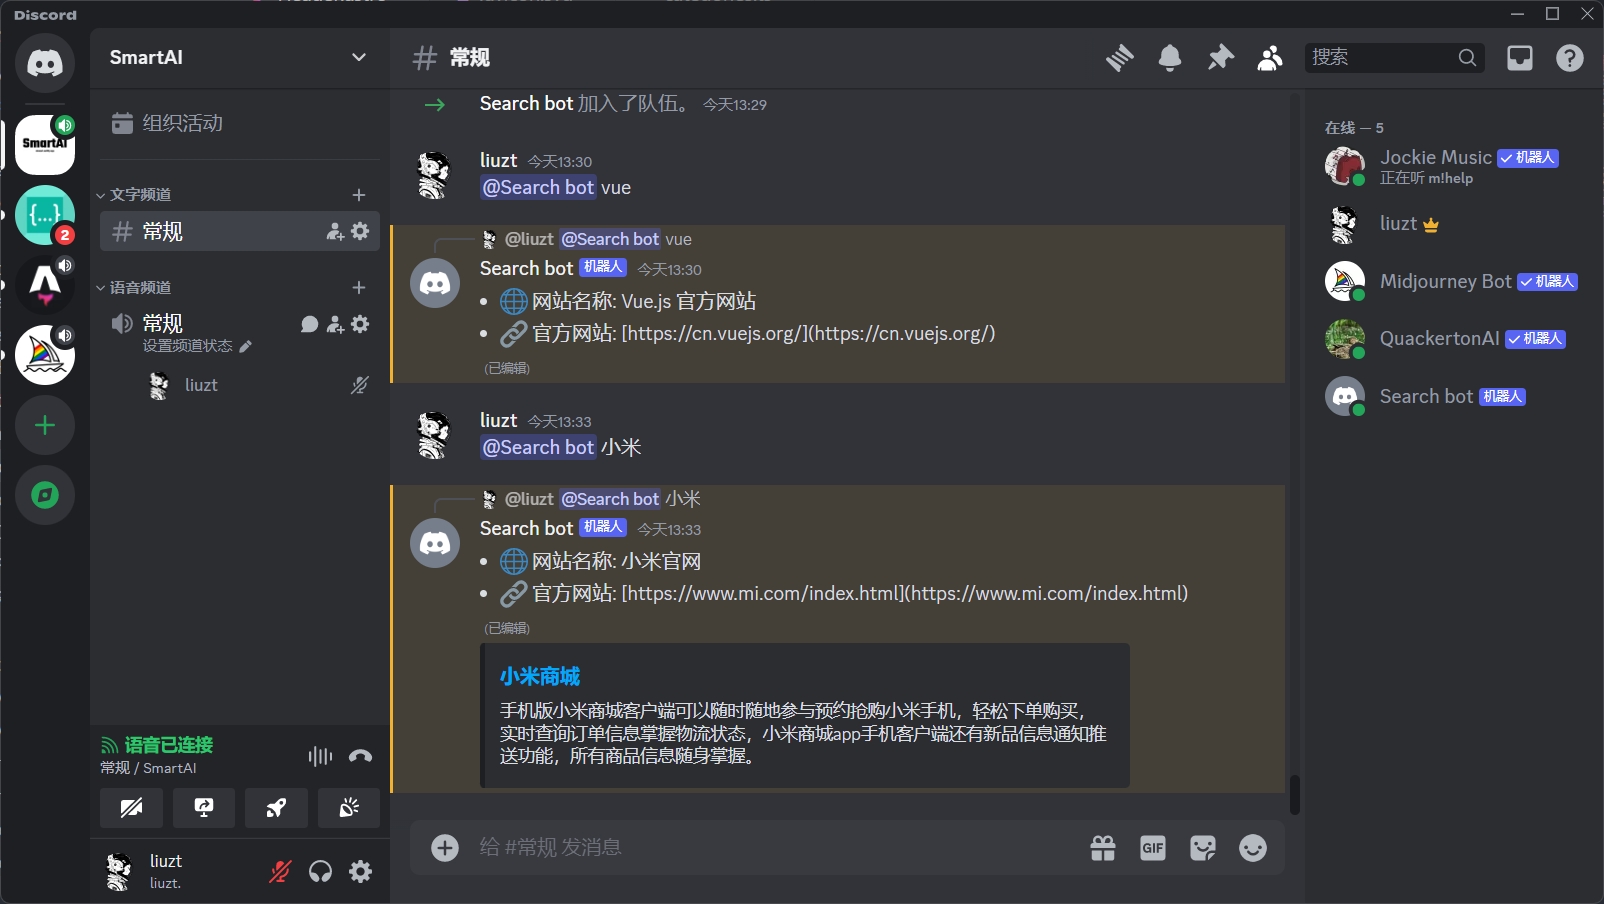 Discord
SmartAI
组织活动
文字频道
常规
语音频道
常规
设置频道状态
liuzt
SmartAI
{...}
2
语音已连接
常规 / SmartAI
liuzt
liuzt.
常规
搜索
Search bot 加入了队伍。 今天13:29
liuzt 今天13:30
@Search bot vue
@liuzt @Search bot vue
Search bot 机器人 今天13:30
• 🌐 网站名称: Vue.js 官方网站
• 🔗 官方网站: [https://cn.vuejs.org/](https://cn.vuejs.org/)
(已编辑)
liuzt 今天13:33
@Search bot 小米
@liuzt @Search bot 小米
Search bot 机器人 今天13:33
• 🌐 网站名称: 小米官网
• 🔗 官方网站: [https://www.mi.com/index.html](https://www.mi.com/index.html)
(已编辑)
小米商城
手机版小米商城客户端可以随时随地参与预约抢购小米手机，轻松下单购买，
实时查询订单信息掌握物流状态，小米商城app手机客户端还有新品信息通知推
送功能，所有商品信息随身掌握。
给 #常规 发消息
GIF
在线 — 5
Jockie Music 机器人
正在听 m!help
liuzt
Midjourney Bot 机器人
QuackertonAI 机器人
Search bot 机器人